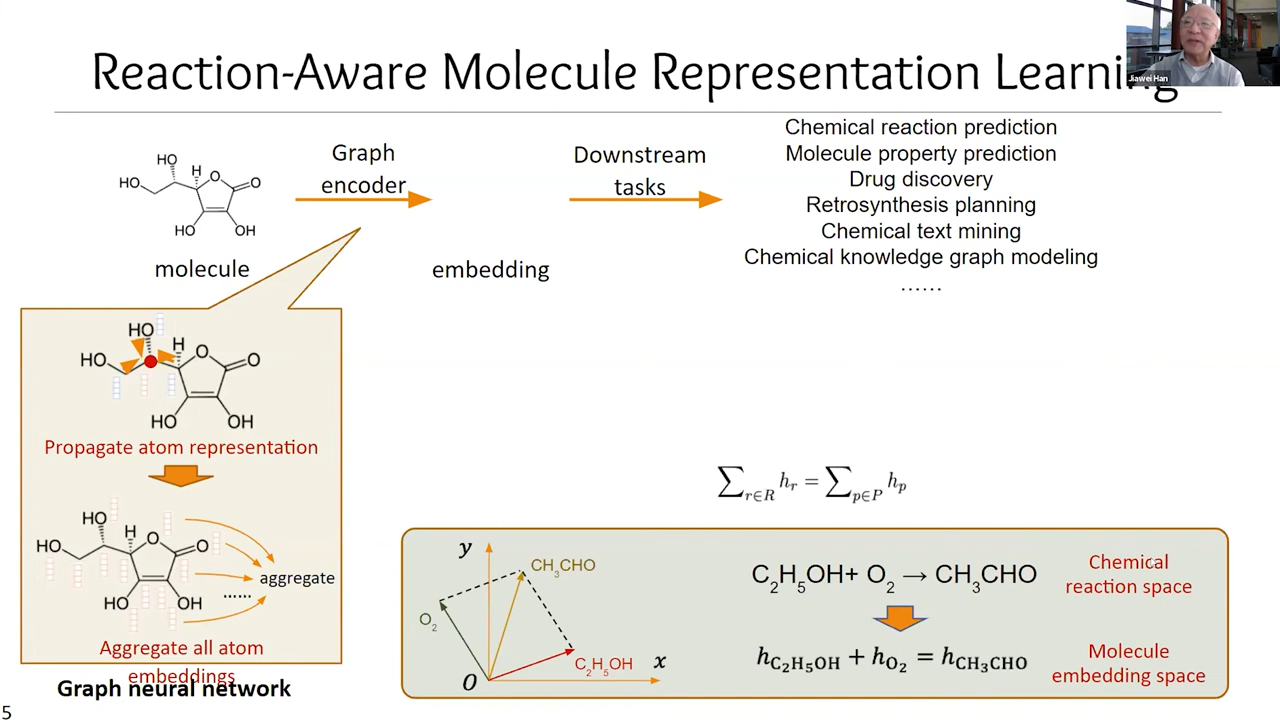 Reaction-Aware Molecule Representation Learning
Jiawei Han
HO
H
O
O
HO
HO
OH
molecule
Graph
encoder
embedding
Downstream
tasks
Chemical reaction prediction
Molecule property prediction
Drug discovery
Retrosynthesis planning
Chemical text mining
Chemical knowledge graph modeling
......
HO
H
O
O
HO
HO
OH
Propagate atom representation
HO
H
O
O
HO
HO
OH
aggregate
......
Aggregate all atom
embeddings
Graph neural network
∑r∈R hr = ∑p∈P hp
y
CH3CHO
O2
C2H5OH
x
O
C2H5OH+ O2 → CH3CHO
Chemical
reaction space
hC2H5OH + hO2 = hCH3CHO
Molecule
embedding space
5